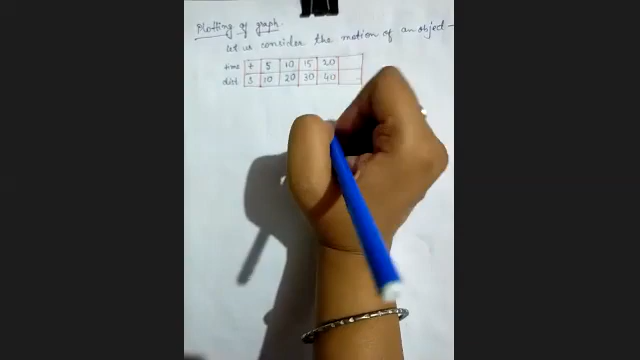 Plotting of graph.
Let us consider the motion of an object -
time t 5 10 15 20
dist s 10 20 30 40